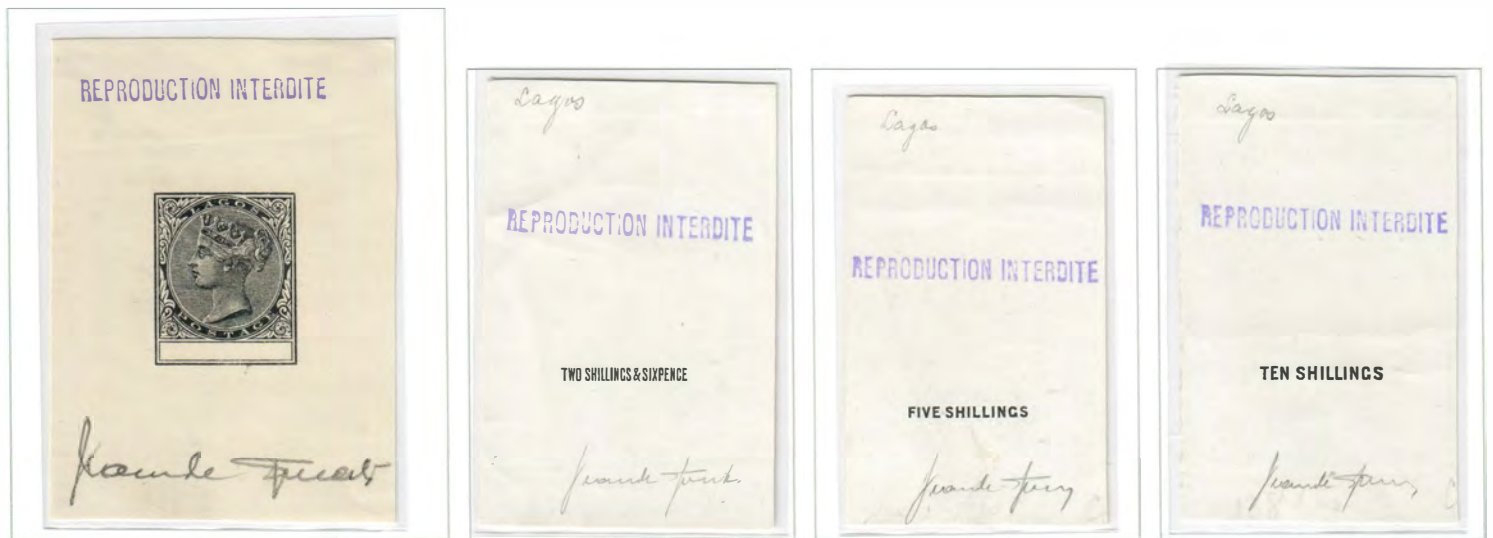 REPRODUCTION INTERDITE
LAGOS
POSTAGE
Lagos
REPRODUCTION INTERDITE
TWO SHILLINGS & SIXPENCE
Lagos
REPRODUCTION INTERDITE
FIVE SHILLINGS
Lagos
REPRODUCTION INTERDITE
TEN SHILLINGS